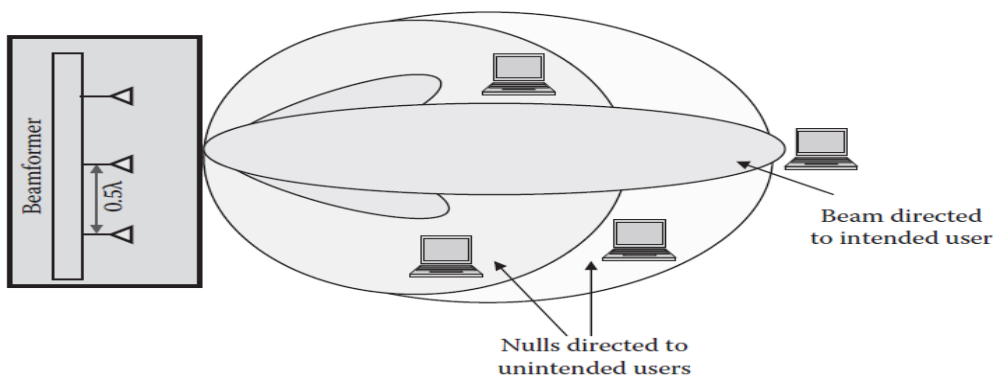 Beamformer
0.5λ
Beam directed
to intended user
Nulls directed to
unintended users